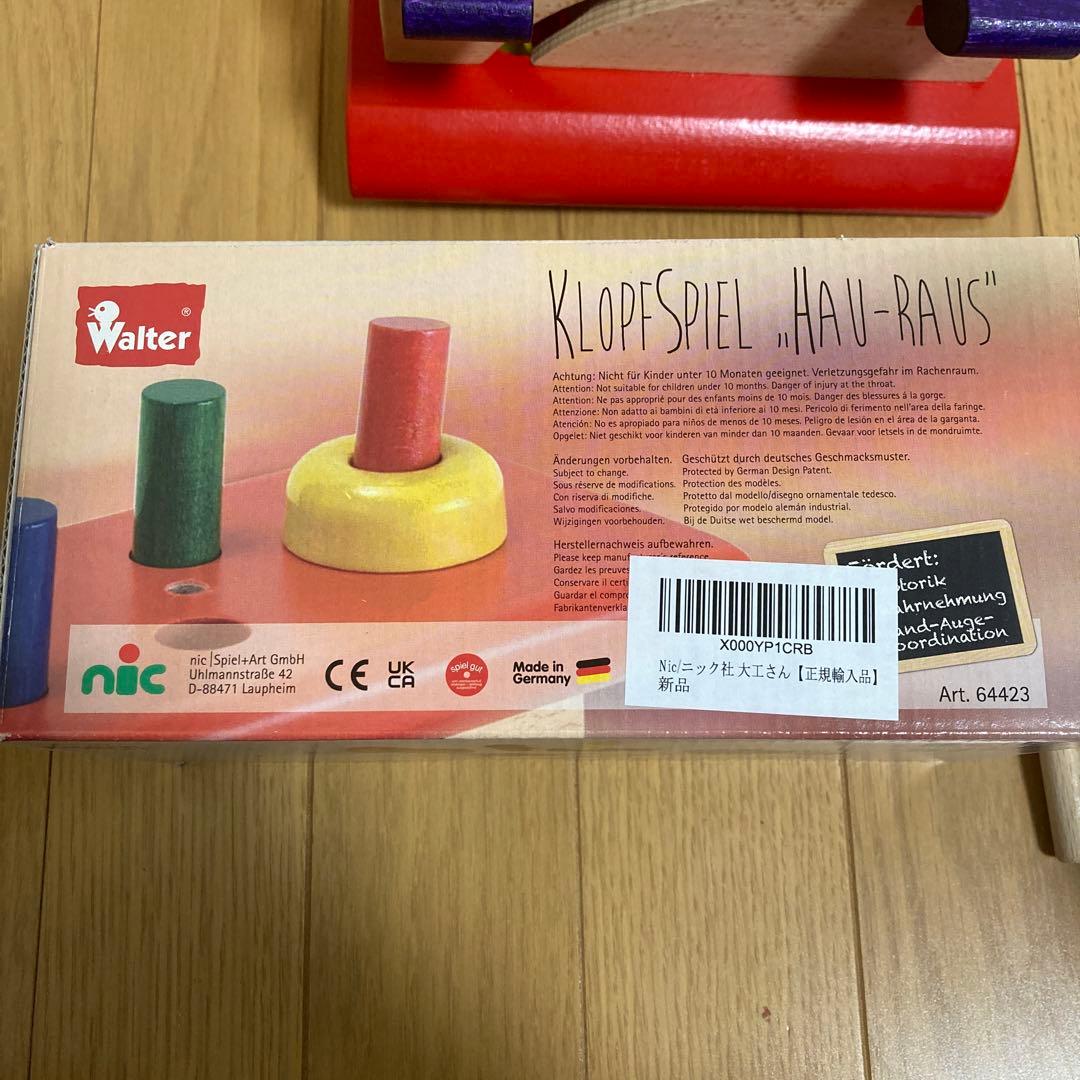 Walter ®
KLOPFSPIEL „HAU-RAUS“
Achtung: Nicht für Kinder unter 10 Monaten geeignet. Verletzungsgefahr im Rachenraum.
Attention: Not suitable for children under 10 months. Danger of injury at the throat.
Attention: Ne pas approprié pour des enfants moins de 10 mois. Danger des blessures á la gorge.
Attenzione: Non adatto ai bambini di età inferiore ai 10 mesi. Pericolo di ferimento nell'area della faringe.
Atención: No es apropiado para niños de menos de 10 meses. Peligro de lesión en el área de la garganta.
Opgelet: Niet geschikt voor kinderen van minder dan 10 maanden. Gevaar voor letsels in de mondruimte.
Änderungen vorbehalten. Geschützt durch deutsches Geschmacksmuster.
Subject to change. Protected by German Design Patent.
Sous réserve de modifications. Protection des modèles.
Con riserva di modifiche. Protetto dal modello/disegno ornamentale tedesco.
Salvo modificaciones. Protegido por modelo alemán industrial.
Wijzigingen voorbehouden. Bij de Duitse wet beschermd model.
Herstellernachweis aufbewahren.
Please keep manuf
reference
Gardez les preuves
Conservare il certi
Guardar el compro
Fabrikantenverkla
Fördert:
torik
ahrnehmung
and-Auge-
oordination
X000YP1CRB
Nic/ニック社 大工さん【正規輸入品】
新品
nic
nic|Spiel+Art GmbH
Uhlmannstraße 42
D-88471 Laupheim
CE
UK
CA
spiel gut
Made in
Germany
Art. 64423